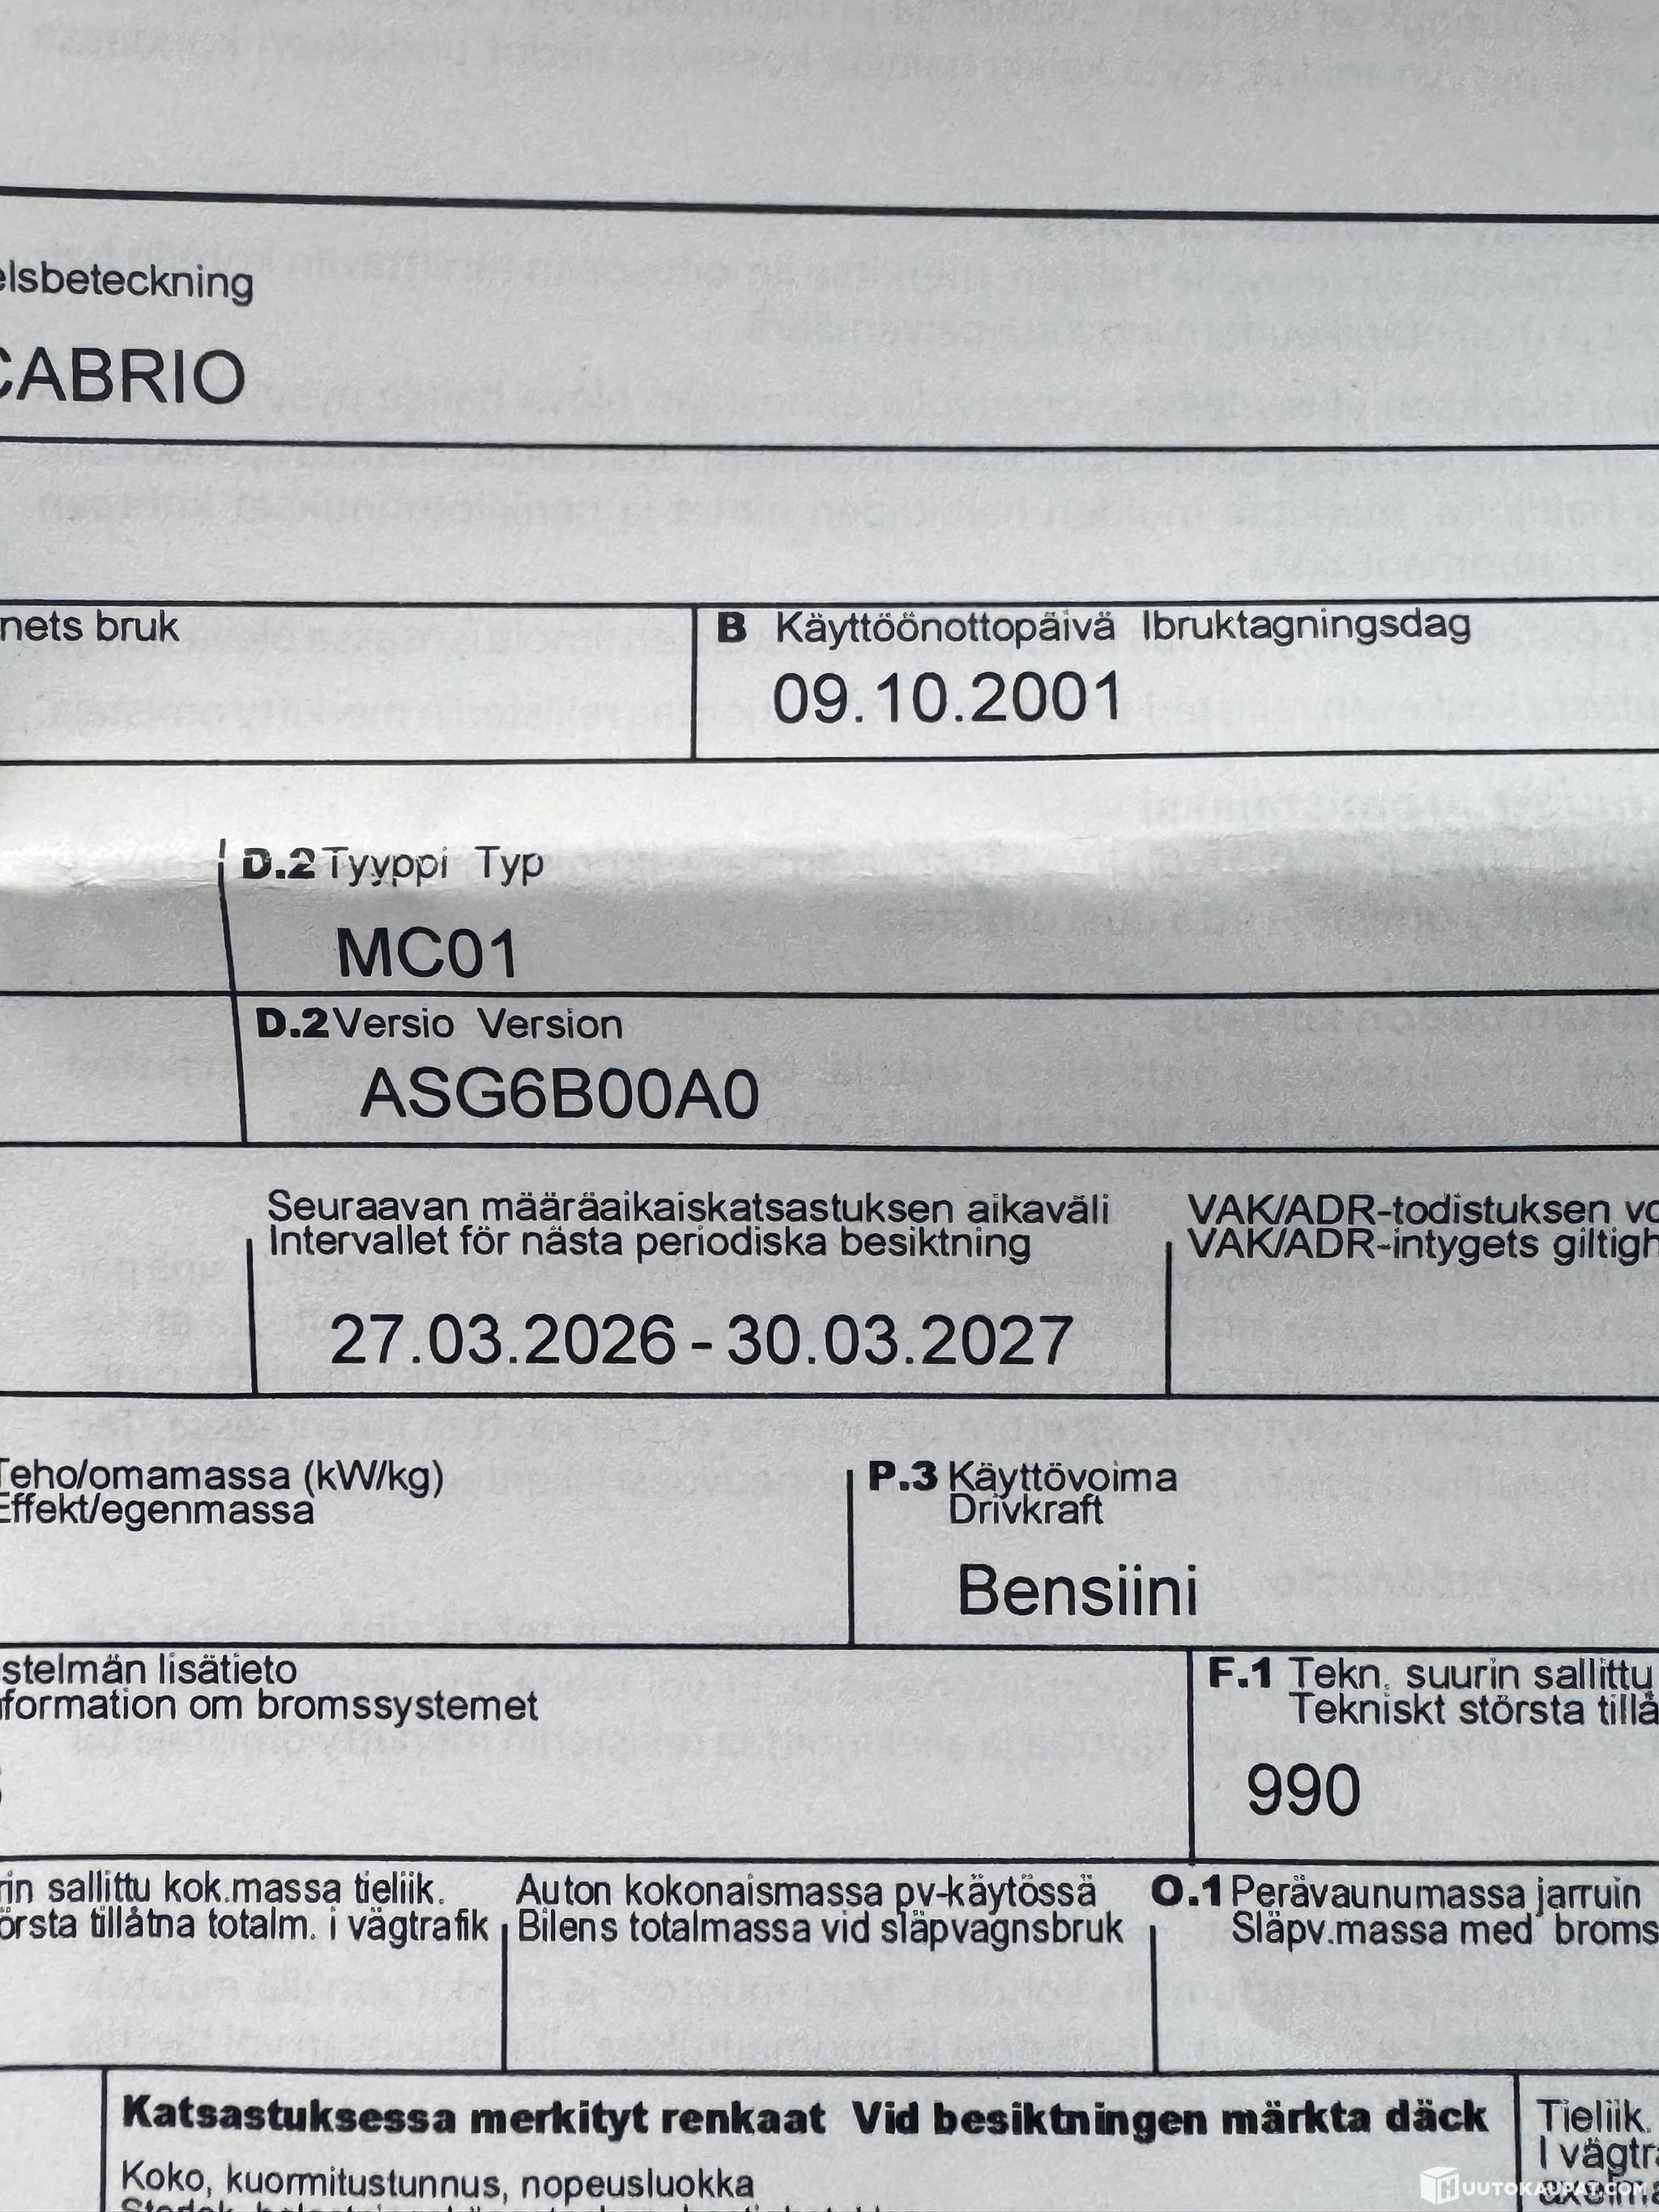 elsbeteckning
CABRIO
nets bruk
B Käyttöönottopäivä Ibruktagningsdag
09.10.2001
D.2 Tyyppi Typ
MC01
D.2 Versio Version
ASG6B00A0
Seuraavan määräaikaiskatsastuksen aikaväli
Intervallet för nästa periodiska besiktning
27.03.2026 - 30.03.2027
VAK/ADR-todistuksen vo
VAK/ADR-intygets giltigh
Teho/omamassa (kW/kg)
Effekt/egenmassa
P.3 Käyttövoima
Drivkraft
Bensiini
stelmän lisätieto
formation om bromssystemet
F.1 Tekn. suurin sallittu
Tekniskt största tillå
990
rin sallittu kok.massa tieliik.
örsta tillåtna totalm. i vägtrafik
Auton kokonaismassa pv-käytössä
Bilens totalmassa vid släpvagnsbruk
O.1 Perävaunumassa jarruin
Släpv.massa med broms
Katsastuksessa merkityt renkaat Vid besiktningen märkta däck
Koko, kuormitustunnus, nopeusluokka
Tieliik.
I vägtra
HUUTOKAUPAT.COM